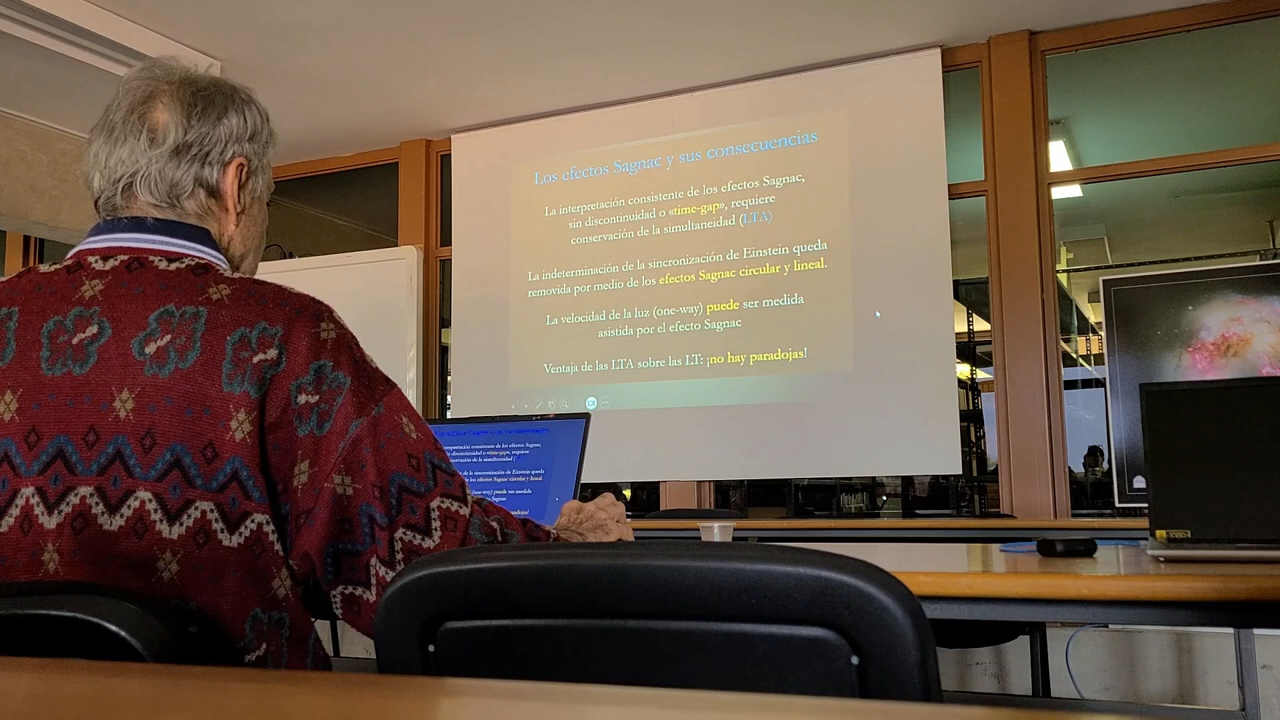 Los efectos Sagnac y sus consecuencias
La interpretación consistente de los efectos Sagnac,
sin discontinuidad o «time-gap», requiere
conservación de la simultaneidad (LTA)
La indeterminación de la sincronización de Einstein queda
removida por medio de los efectos Sagnac circular y lineal.
La velocidad de la luz (one-way) puede ser medida
asistida por el efecto Sagnac
Ventaja de las LTA sobre las LT: ¡no hay paradojas!